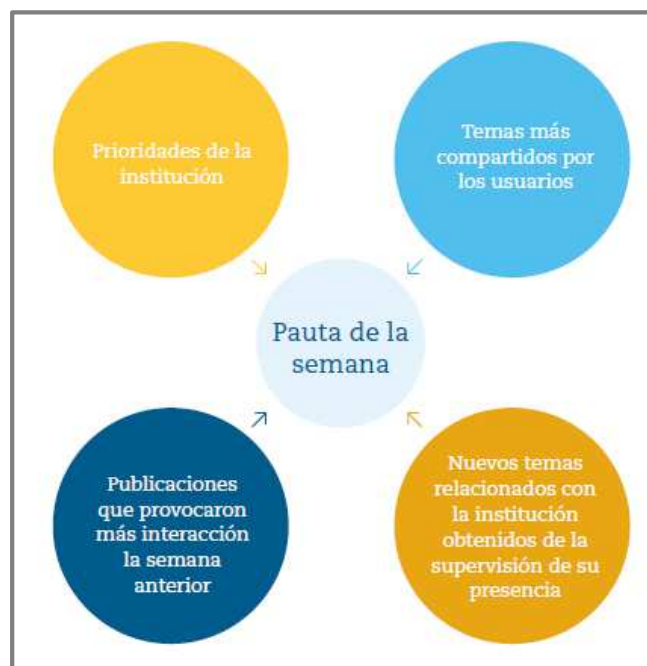 Prioridades de la
institución
Temas más
compartidos por
los usuarios
Pauta de la
semana
Publicaciones
que provocaron
más interacción
la semana
anterior
Nuevos temas
relacionados con
la institución
obtenidos de la
supervisión de su
presencia